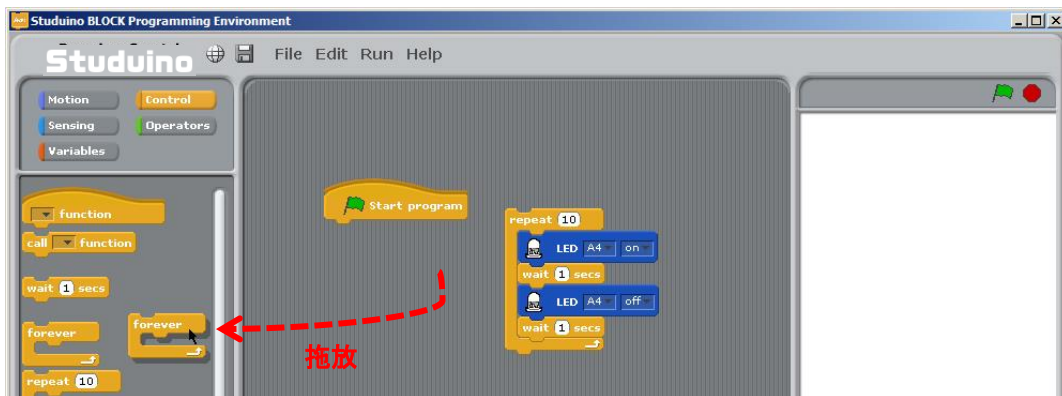 Studuino BLOCK Programming Environment
Studuino
File Edit Run Help
Motion Control
Sensing Operators
Variables
function
call function
wait 1 secs
forever
forever
repeat 10
Start program
repeat 10
LED A4 on
wait 1 secs
LED A4 off
wait 1 secs
拖放